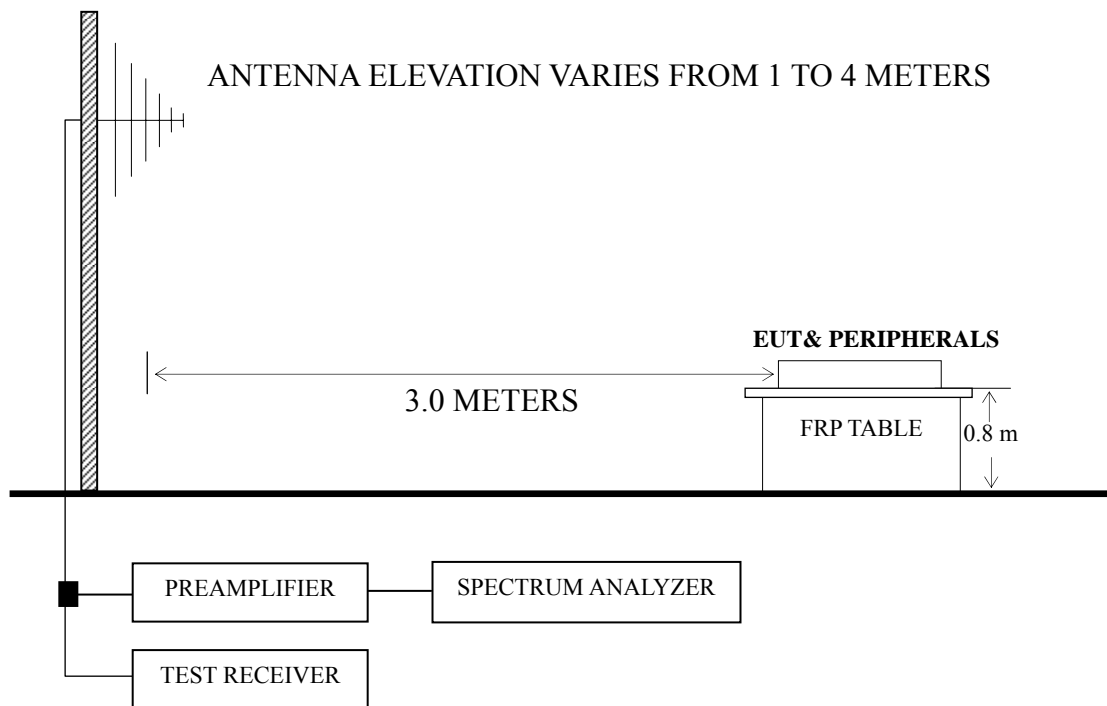 ANTENNA ELEVATION VARIES FROM 1 TO 4 METERS
EUT& PERIPHERALS
3.0 METERS
FRP TABLE
0.8 m
PREAMPLIFIER
SPECTRUM ANALYZER
TEST RECEIVER